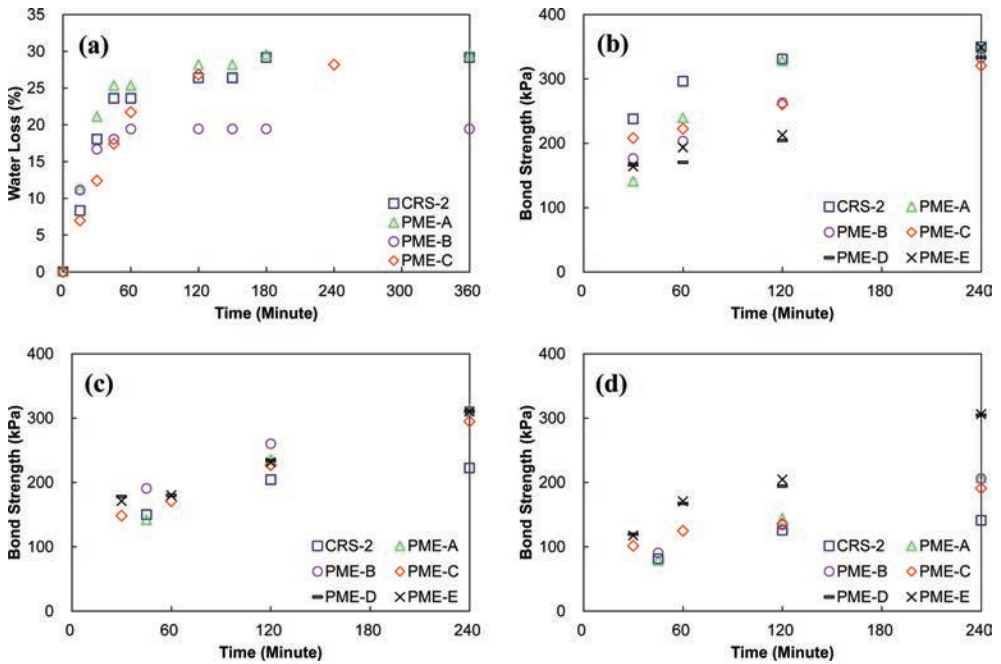 (a)
Water Loss (%)
35
30
25
20
15
10
5
0
0 60 120 180 240 300 360
Time (Minute)
CRS-2
PME-A
PME-B
PME-C
(b)
Bond Strength (kPa)
400
300
200
100
0
0 60 120 180 240
Time (Minute)
CRS-2 PME-A
PME-B PME-C
PME-D PME-E
(c)
Bond Strength (kPa)
400
300
200
100
0
0 60 120 180 240
Time (Minute)
CRS-2 PME-A
PME-B PME-C
PME-D PME-E
(d)
Bond Strength (kPa)
400
300
200
100
0
0 60 120 180 240
Time (Minute)
CRS-2 PME-A
PME-B PME-C
PME-D PME-E